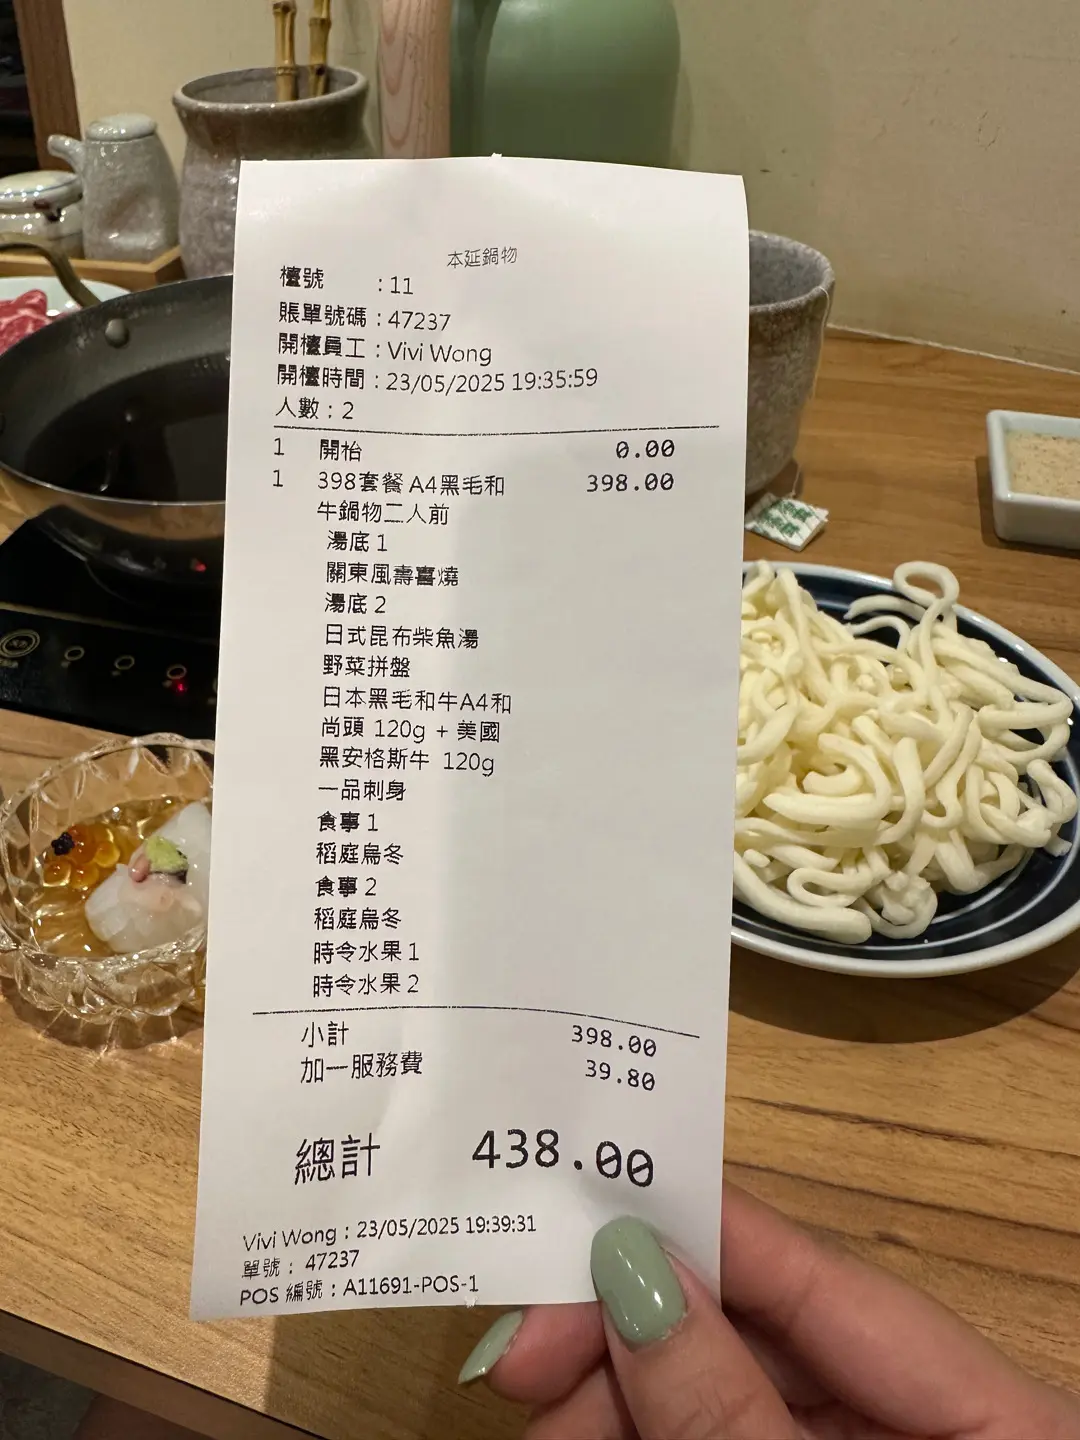 本延鍋物
檯號 : 11
賬單號碼 : 47237
開檯員工 : Vivi Wong
開檯時間 : 23/05/2025 19:35:59
人數 : 2
1 開枱 0.00
1 398套餐 A4黑毛和 398.00
牛鍋物二人前
湯底 1
關東風壽喜燒
湯底 2
日式昆布柴魚湯
野菜拼盤
日本黑毛和牛A4和
尚頭 120g + 美國
黑安格斯牛 120g
一品刺身
食事 1
稻庭烏冬
食事 2
稻庭烏冬
時令水果 1
時令水果 2
小計 398.00
加一服務費 39.80
總計 438.00
Vivi Wong : 23/05/2025 19:39:31
單號 : 47237
POS 編號 : A11691-POS-1